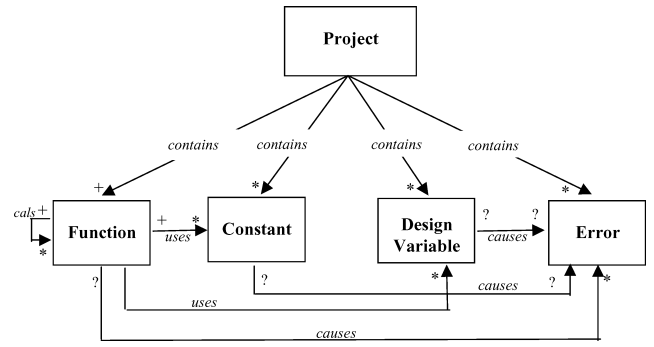 Project
contains contains contains contains
+ * * *
cals + + * ? ?
Function uses Constant Design Variable causes Error
* ? ? * ? *
causes
uses
causes